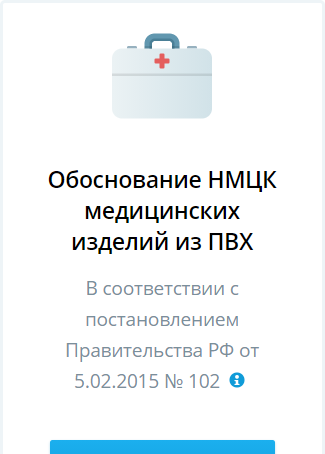 Обоснование НМЦК
медицинских
изделий из ПВХ
В соответствии с
постановлением
Правительства РФ от
5.02.2015 № 102